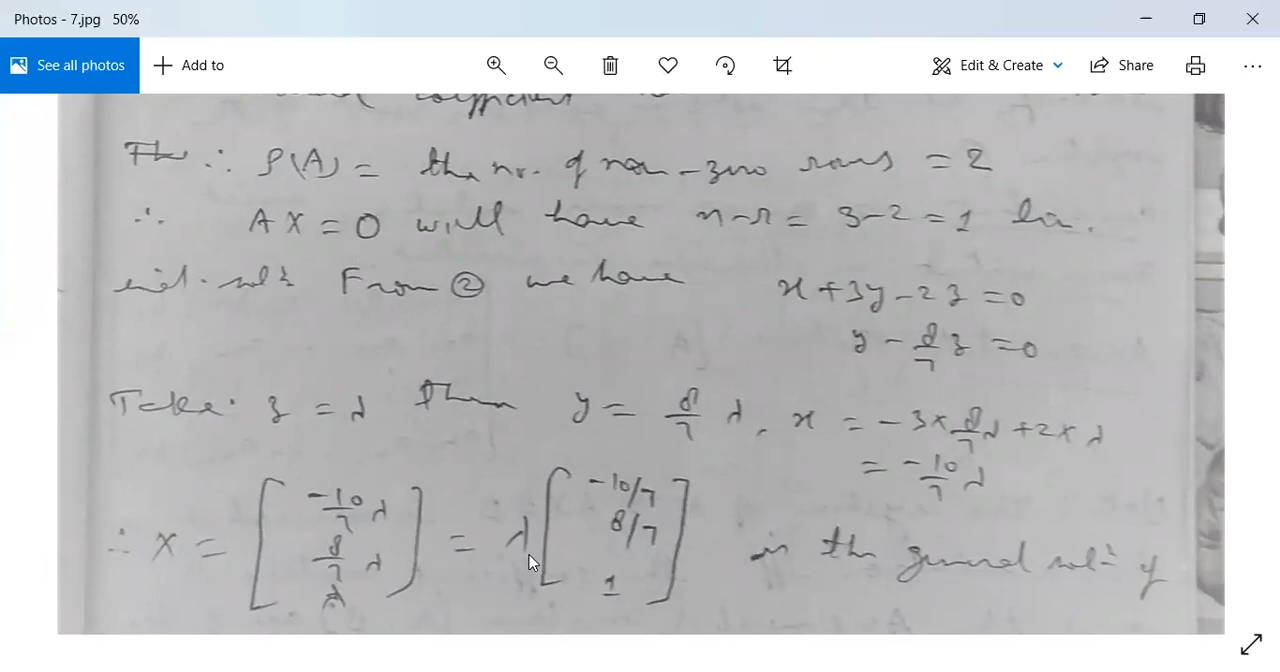 Photos - 7.jpg 50%
See all photos
Add to
Edit & Create
Share
coefficient
∴ ρ(A) = the no. of non-zero rows = 2
∴ AX = 0 will have n-r = 3-2 = 1 lin.
ind. solⁿ From ② we have x + 3y - 2z = 0
y - 8/7 z = 0
Take z = λ then y = 8/7 λ, x = -3 x 8/7 λ + 2 x λ
= -10/7 λ
∴ X = [ -10/7 λ 8/7 λ λ ] = λ [ -10/7 8/7 1 ] is the general solⁿ of